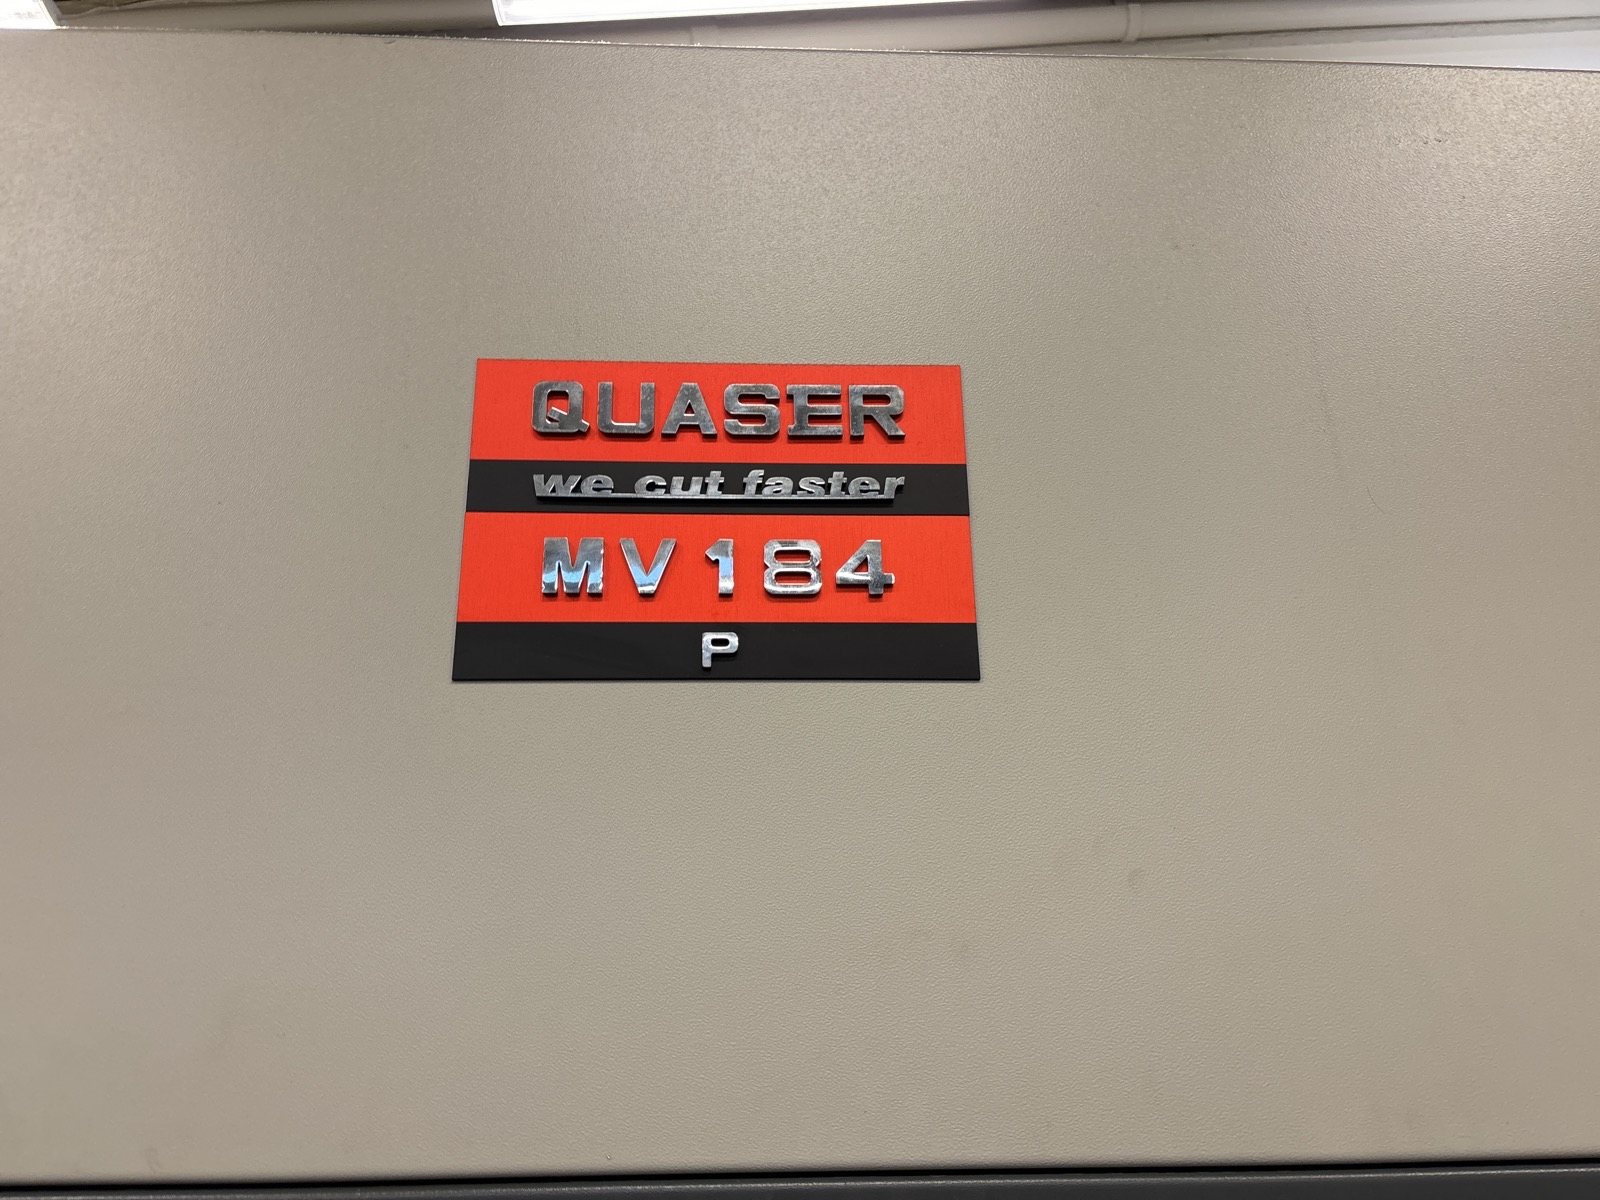 QUASER
we cut faster
MV184
P